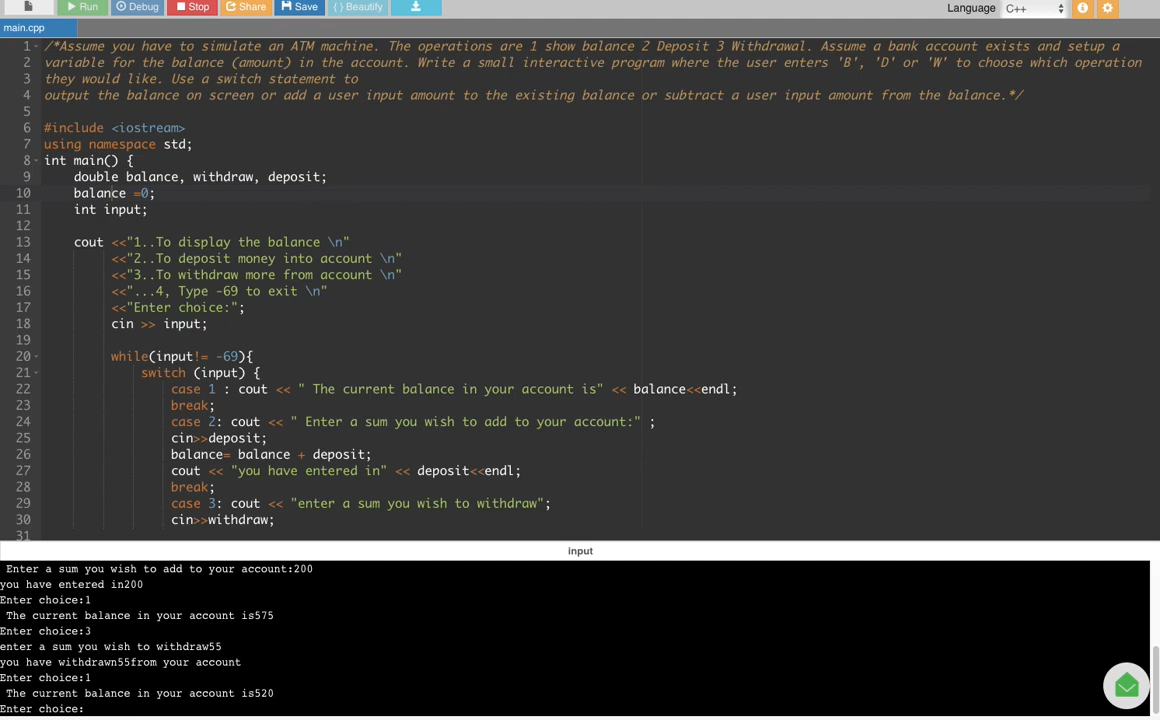 Run Debug Stop Share Save { } Beautify Language C++
main.cpp
1 /*Assume you have to simulate an ATM machine. The operations are 1 show balance 2 Deposit 3 Withdrawal. Assume a bank account exists and setup a
2 variable for the balance (amount) in the account. Write a small interactive program where the user enters 'B', 'D' or 'W' to choose which operation
3 they would like. Use a switch statement to
4 output the balance on screen or add a user input amount to the existing balance or subtract a user input amount from the balance.*/
5
6 #include <iostream>
7 using namespace std;
8 int main() {
9 double balance, withdraw, deposit;
10 balance =0;
11 int input;
12
13 cout <<"1..To display the balance \n"
14 <<"2..To deposit money into account \n"
15 <<"3..To withdraw more from account \n"
16 <<"...4, Type -69 to exit \n"
17 <<"Enter choice:";
18 cin >> input;
19
20 while(input!= -69){
21 switch (input) {
22 case 1 : cout << " The current balance in your account is" << balance<<endl;
23 break;
24 case 2: cout << " Enter a sum you wish to add to your account:" ;
25 cin>>deposit;
26 balance= balance + deposit;
27 cout << "you have entered in" << deposit<<endl;
28 break;
29 case 3: cout << "enter a sum you wish to withdraw";
30 cin>>withdraw;
31
input
Enter a sum you wish to add to your account:200
you have entered in200
Enter choice:1
The current balance in your account is575
Enter choice:3
enter a sum you wish to withdraw55
you have withdrawn55from your account
Enter choice:1
The current balance in your account is520
Enter choice: